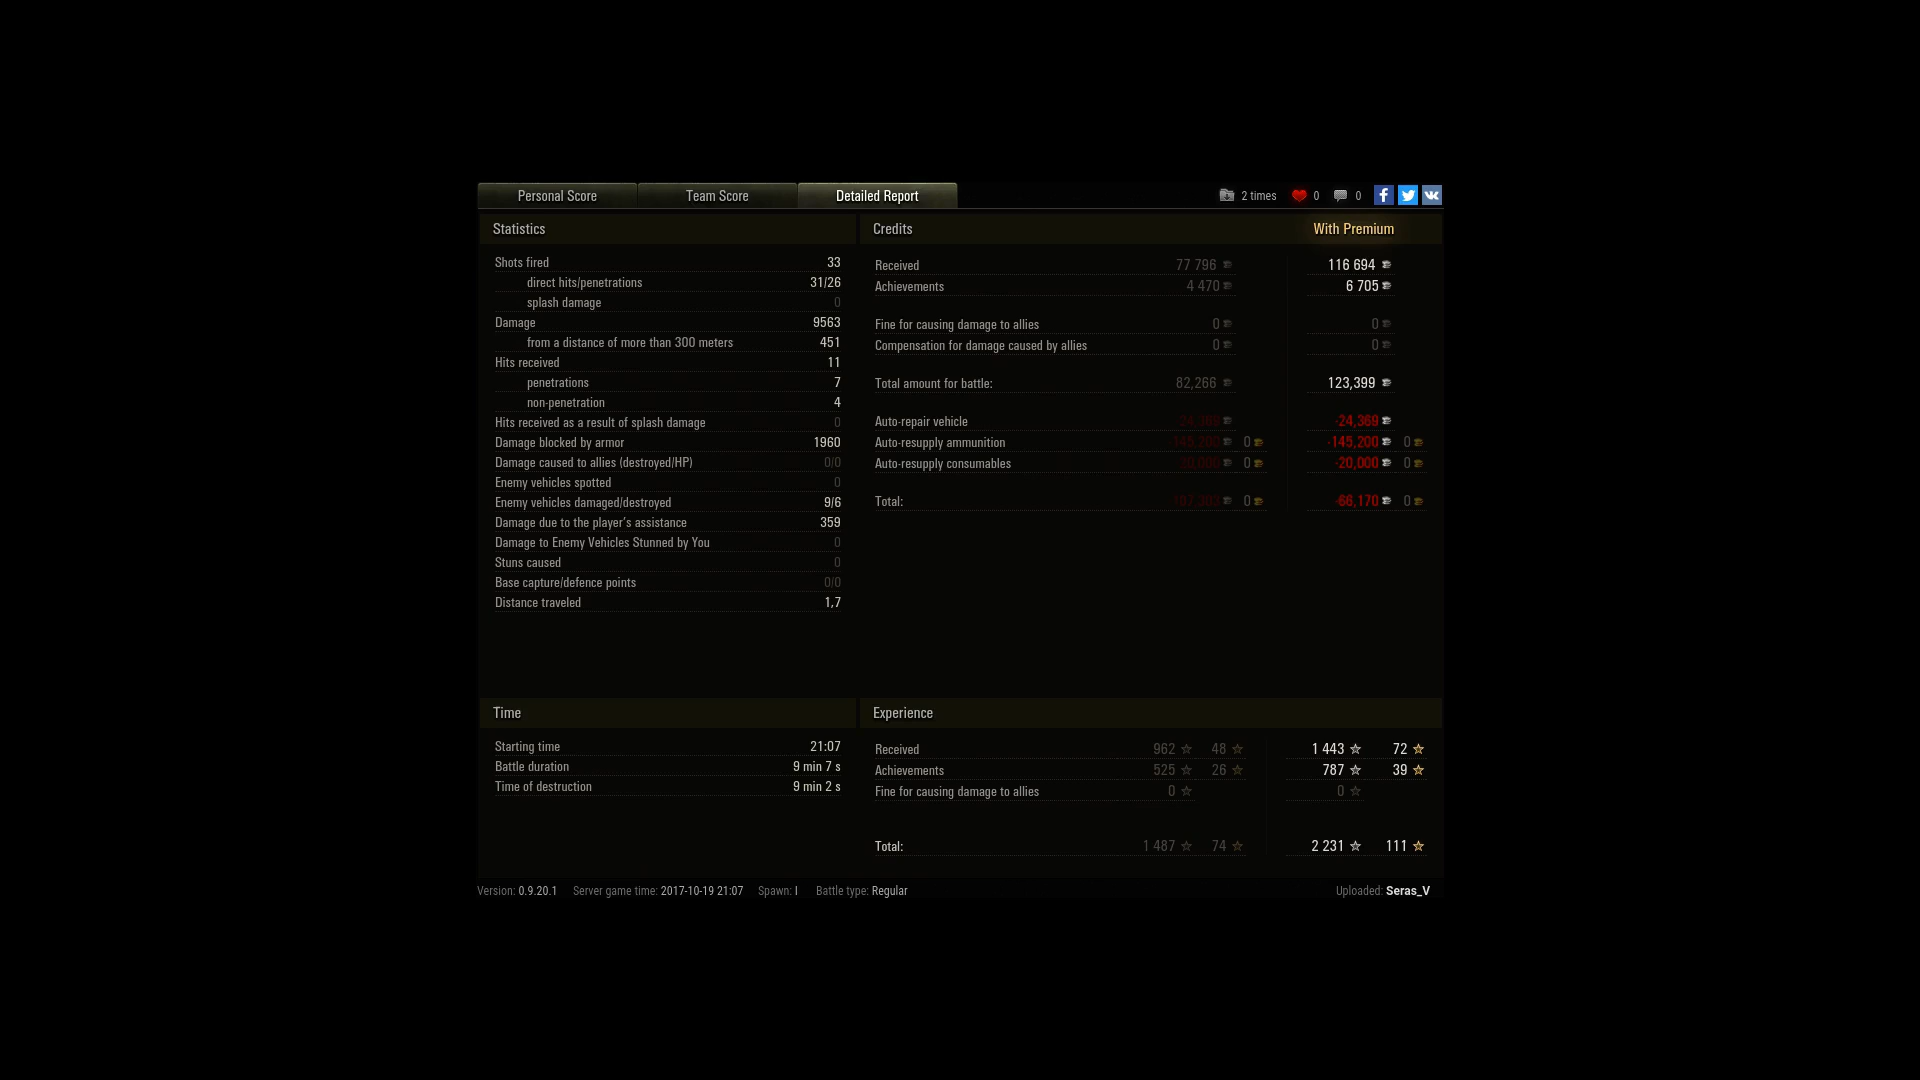 Personal Score Team Score Detailed Report 2 times 0 0
Statistics
Shots fired 33
direct hits/penetrations 31/26
splash damage 0
Damage 9563
from a distance of more than 300 meters 451
Hits received 11
penetrations 7
non-penetration 4
Hits received as a result of splash damage 0
Damage blocked by armor 1960
Damage caused to allies (destroyed/HP) 0/0
Enemy vehicles spotted 0
Enemy vehicles damaged/destroyed 9/6
Damage due to the player's assistance 359
Damage to Enemy Vehicles Stunned by You 0
Stuns caused 0
Base capture/defence points 0/0
Distance traveled 1,7
Credits With Premium
Received 77 796 116 694
Achievements 4 470 6 705
Fine for causing damage to allies 0 0
Compensation for damage caused by allies 0 0
Total amount for battle: 82,266 123,399
Auto-repair vehicle -24,369 -24,369
Auto-resupply ammunition -145,200 0 -145,200 0
Auto-resupply consumables -20,000 0 -20,000 0
Total: 0 -66,170 0
Time
Starting time 21:07
Battle duration 9 min 7 s
Time of destruction 9 min 2 s
Experience
Received 962 48 1 443 72
Achievements 525 26 787 39
Fine for causing damage to allies 0 0
Total: 1 487 74 2 231 111
Version: 0.9.20.1 Server game time: 2017-10-19 21:07 Spawn: I Battle type: Regular Uploaded: Seras_V